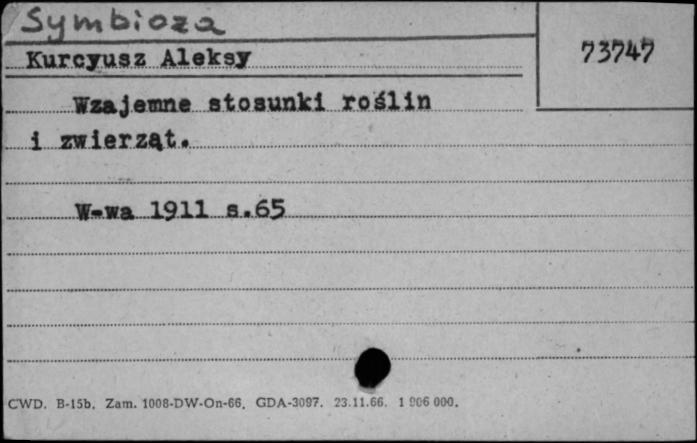 Symbioza
73747
Kurcyusz Aleksy
Wzajemne stosunki roślin
i zwierząt.
W-wa 1911 s.65
CWD. B-15b. Zam. 1008-DW-On-66. GDA-3097. 23.11.66. 1 906 000.